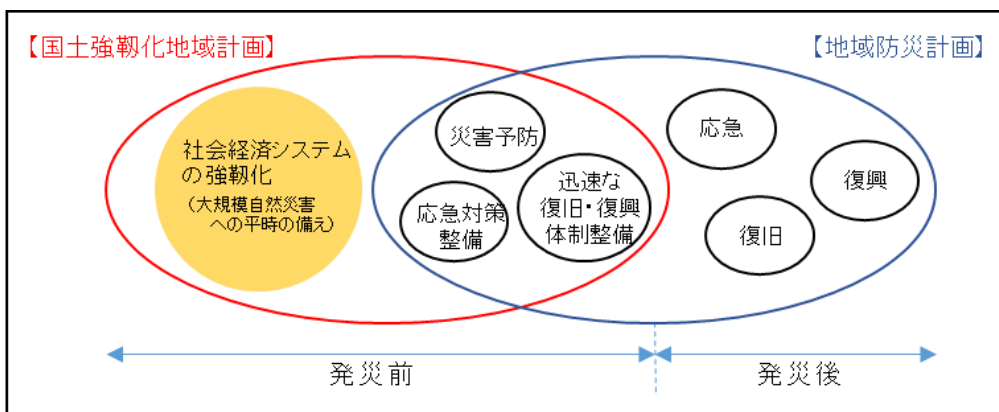 【国土強靱化地域計画】
【地域防災計画】
社会経済システム
の強靱化
(大規模自然災害
への平時の備え)
災害予防
応急対策
整備
迅速な
復旧・復興
体制整備
応急
復興
復旧
発災前
発災後